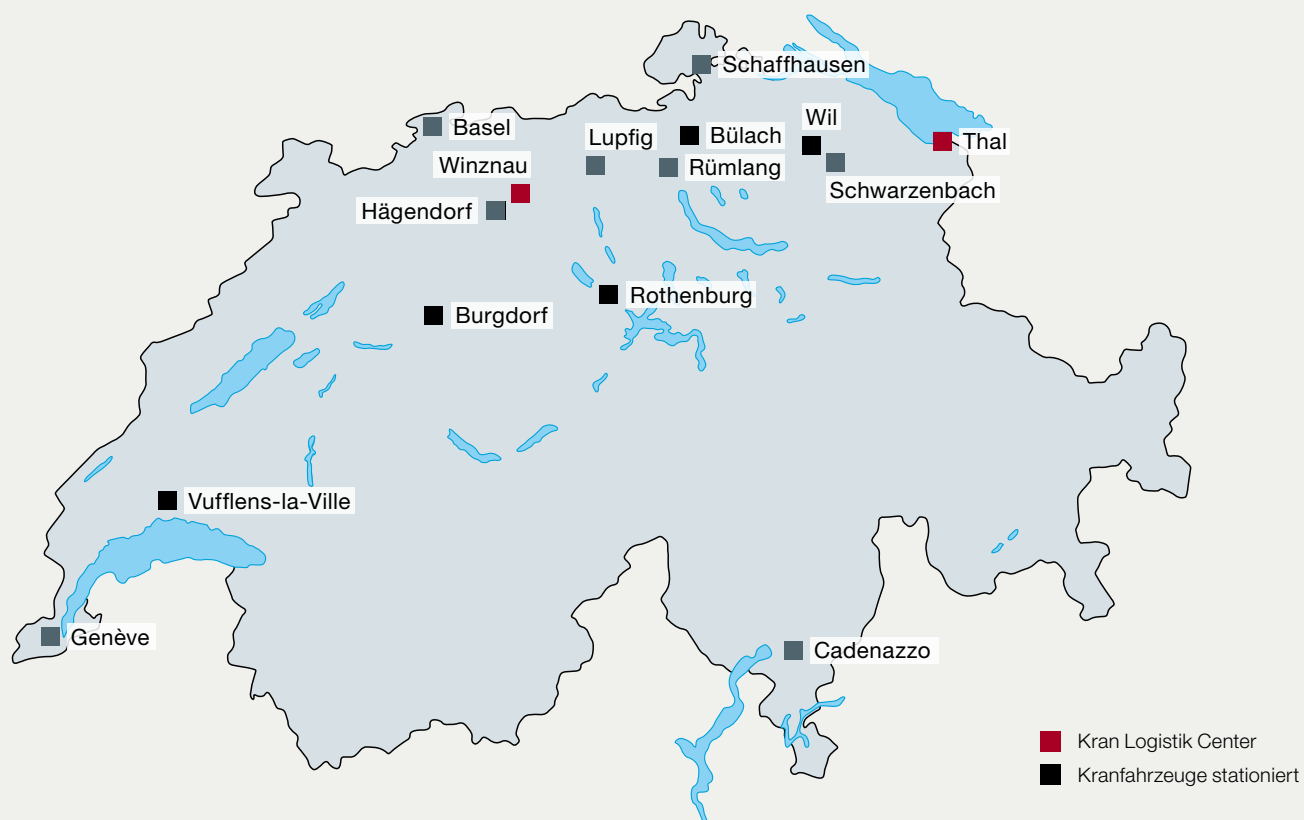 Schaffhausen
Basel
Lupfig
Bülach
Wil
Thal
Winznau
Rümlang
Schwarzenbach
Hägendorf
Rothenburg
Burgdorf
Vufflens-la-Ville
Genève
Cadenazzo
Kran Logistik Center
Kranfahrzeuge stationiert